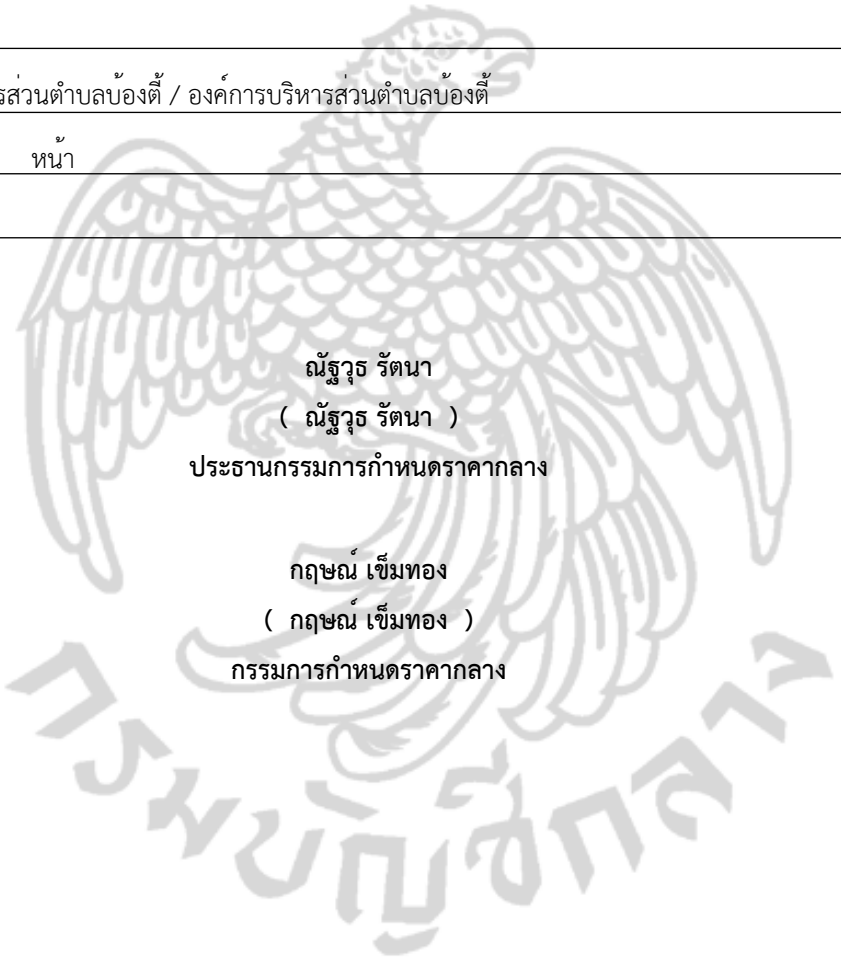 รส่วนตำบลบ้องตี้ / องค์การบริหารส่วนตำบลบ้องตี้
หน้า
ณัฐวุธ รัตนา
( ณัฐวุธ รัตนา )
ประธานกรรมการกำหนดราคากลาง
กฤษณ์ เข็มทอง
( กฤษณ์ เข็มทอง )
กรรมการกำหนดราคากลาง
กรมบัญชีกลาง